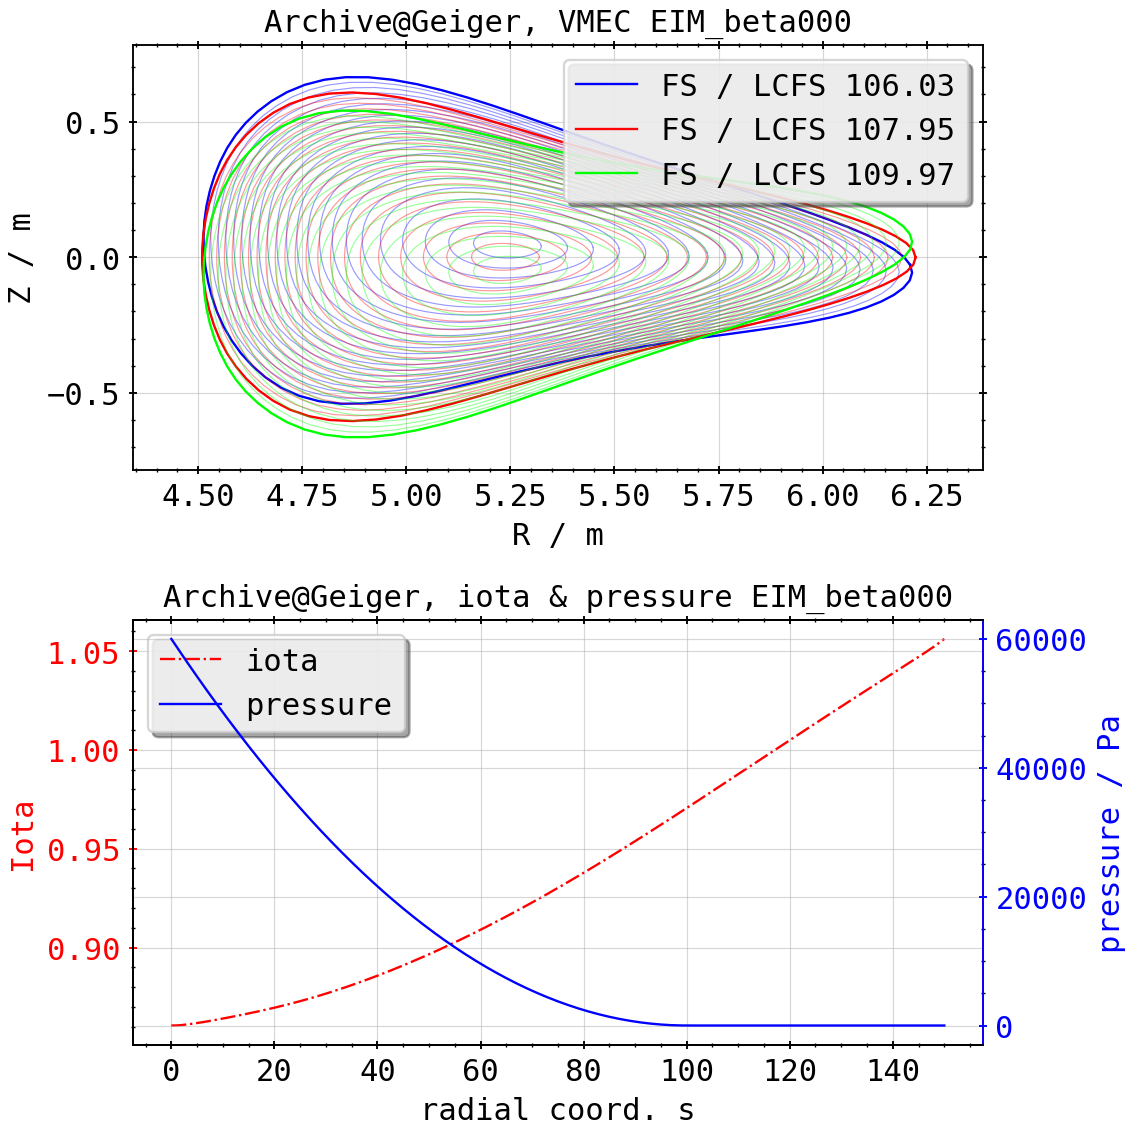 Archive@Geiger, VMEC EIM_beta000
FS / LCFS 106.03
FS / LCFS 107.95
FS / LCFS 109.97
0.5
0.0
−0.5
Z / m
4.50 4.75 5.00 5.25 5.50 5.75 6.00 6.25
R / m
Archive@Geiger, iota & pressure EIM_beta000
iota
pressure
1.05
1.00
0.95
0.90
Iota
60000
40000
20000
0
pressure / Pa
0 20 40 60 80 100 120 140
radial coord. s